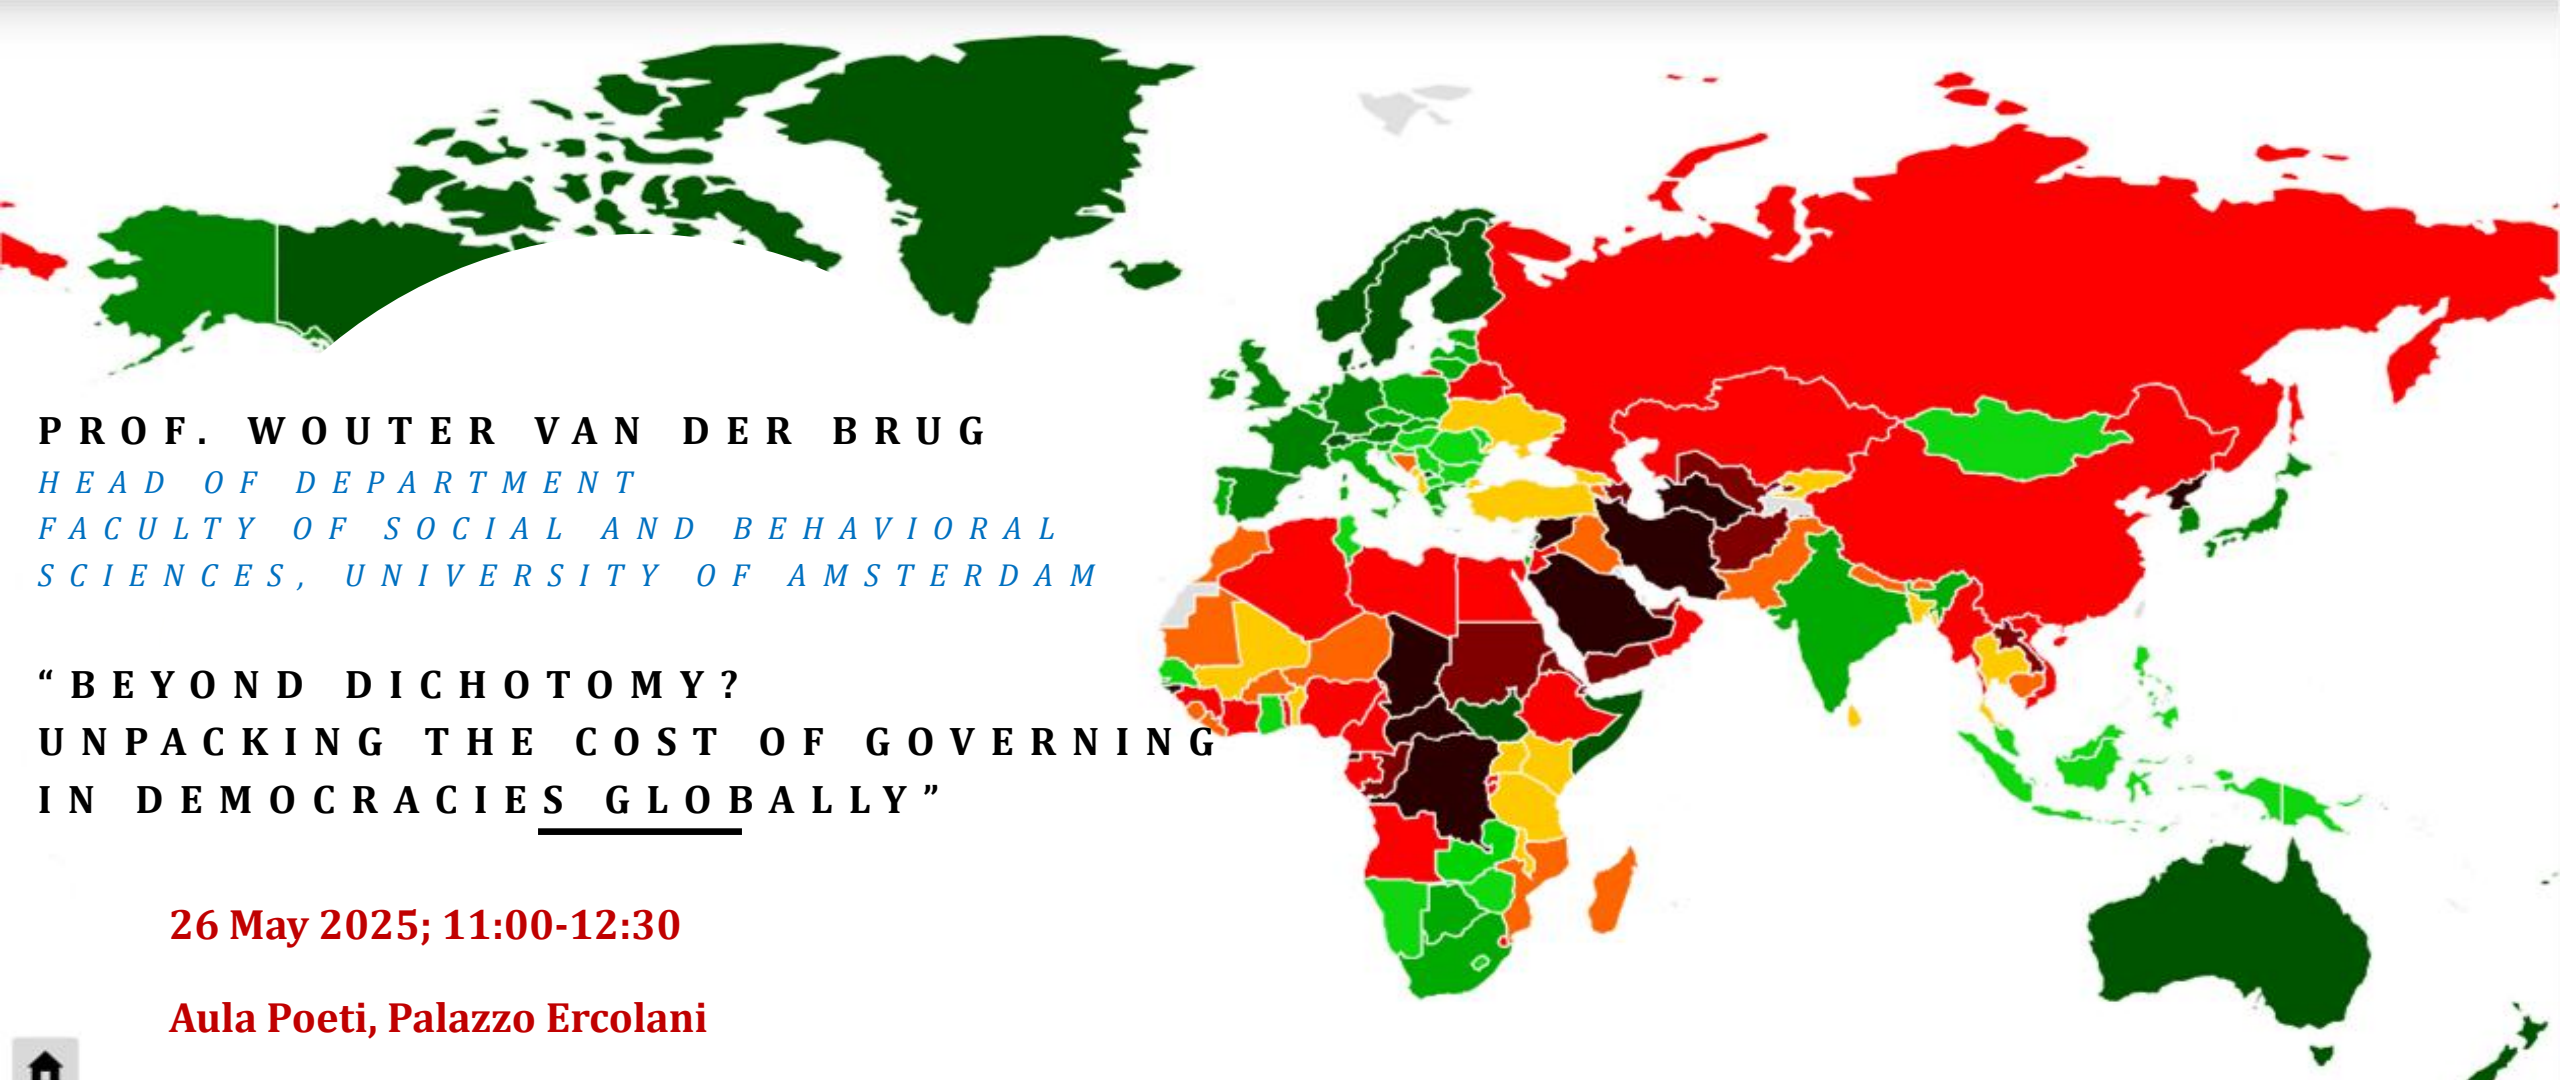 PROF. WOUTER VAN DER BRUG
HEAD OF DEPARTMENT
FACULTY OF SOCIAL AND BEHAVIORAL
SCIENCES, UNIVERSITY OF AMSTERDAM
“BEYOND DICHOTOMY?
UNPACKING THE COST OF GOVERNING
IN DEMOCRACIES GLOBALLY”
26 May 2025; 11:00-12:30
Aula Poeti, Palazzo Ercolani